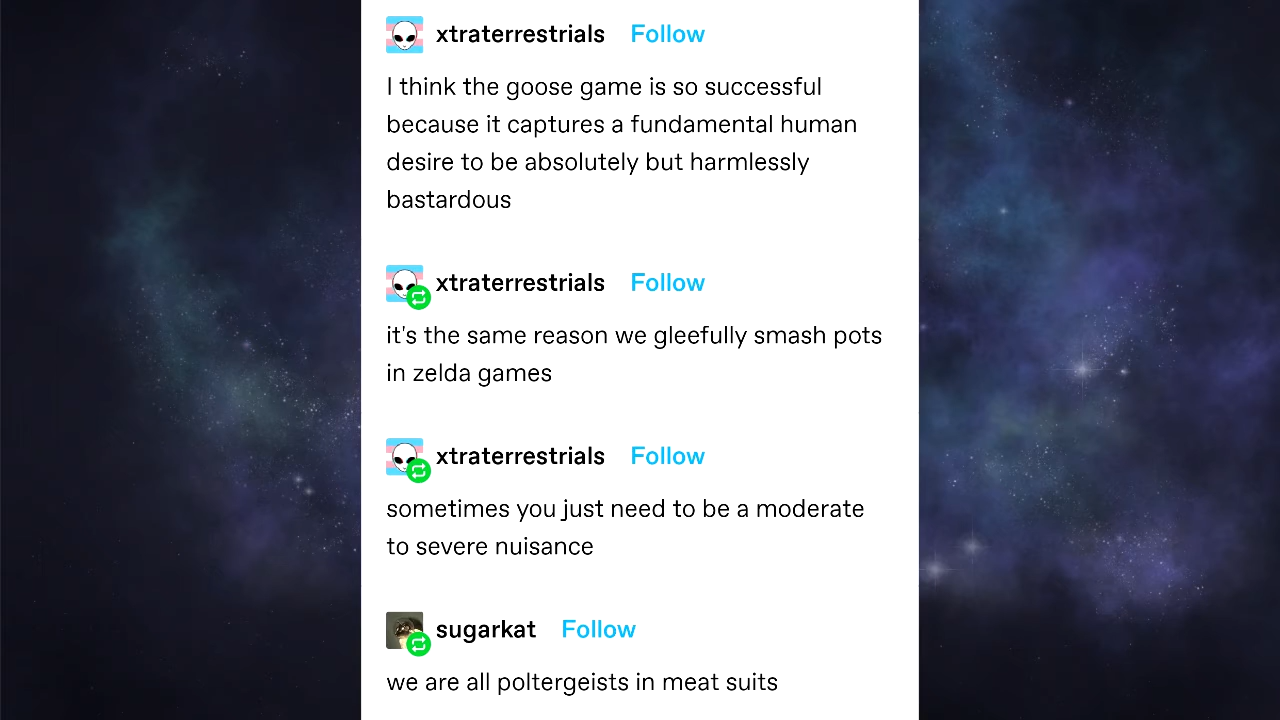 xtraterrestrials Follow
I think the goose game is so successful
because it captures a fundamental human
desire to be absolutely but harmlessly
bastardous
xtraterrestrials Follow
it's the same reason we gleefully smash pots
in zelda games
xtraterrestrials Follow
sometimes you just need to be a moderate
to severe nuisance
sugarkat Follow
we are all poltergeists in meat suits